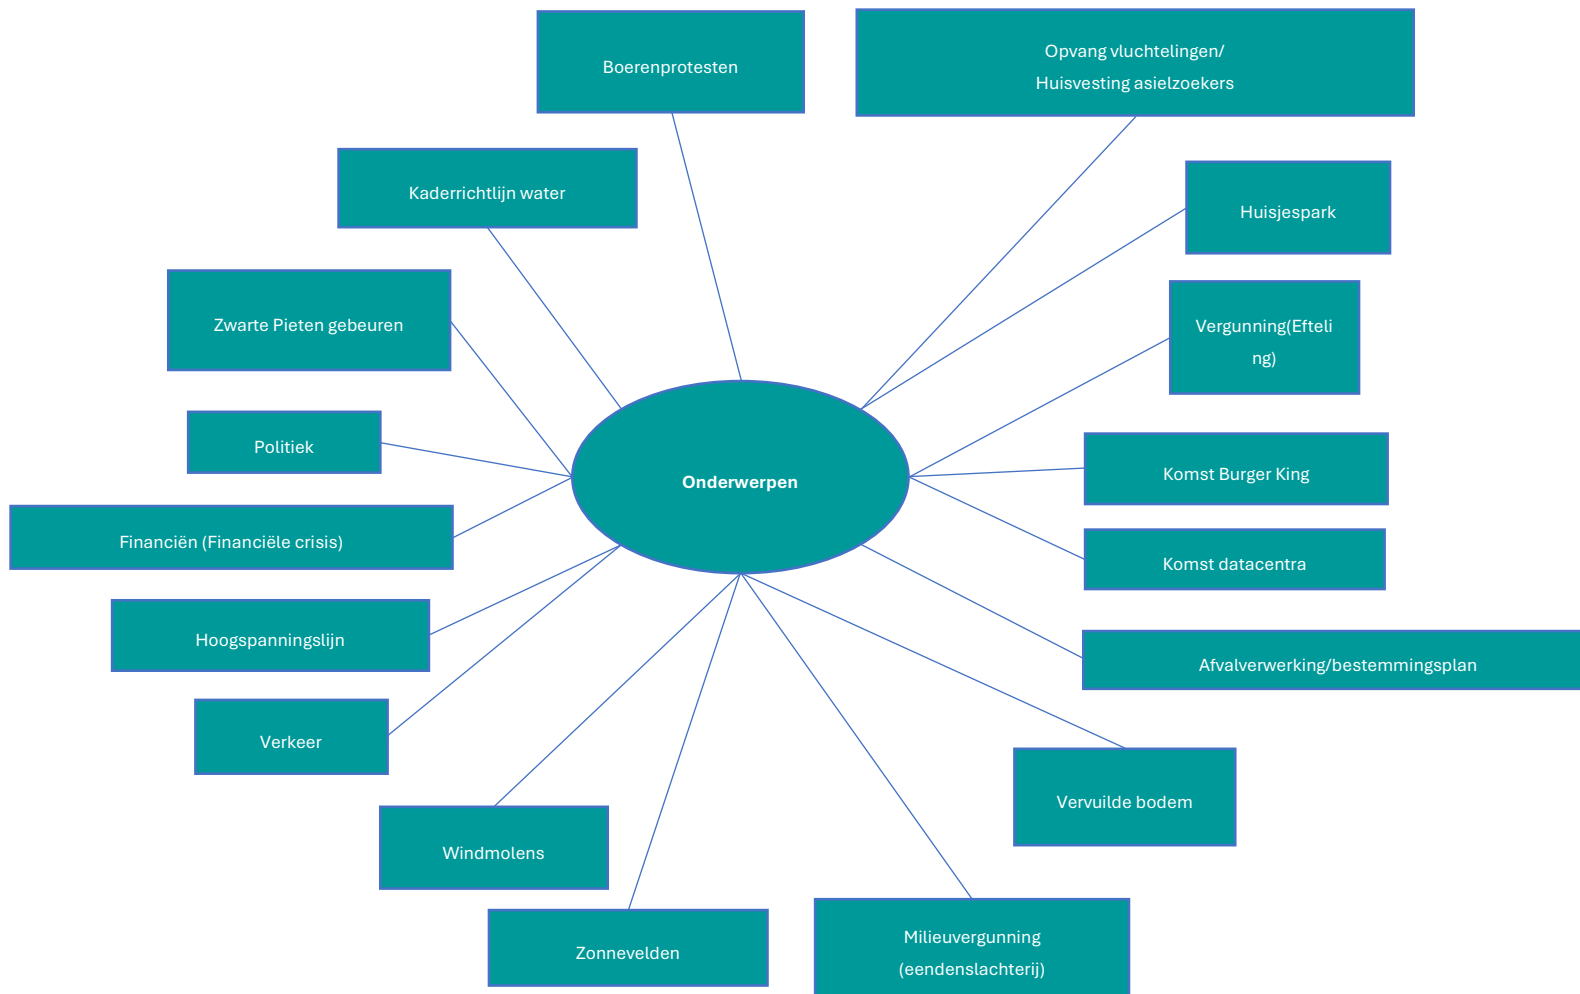 Boerenprotesten
Opvang vluchtelingen/
Huisvesting asielzoekers
Kaderrichtlijn water
Huisjespark
Zwarte Pieten gebeuren
Vergunning(Efteli
ng)
Politiek
Onderwerpen
Komst Burger King
Financiën (Financiële crisis)
Komst datacentra
Hoogspanningslijn
Afvalverwerking/bestemmingsplan
Verkeer
Vervuilde bodem
Windmolens
Zonnevelden
Milieuvergunning
(eendenslachterij)